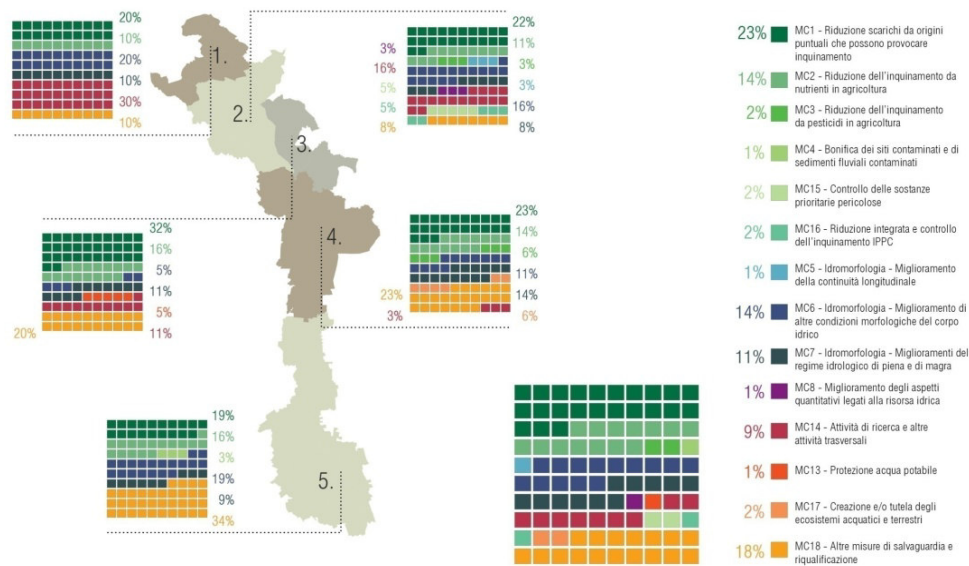 20%
10%
10%
20%
10%
30%
10%
1.
22%
11%
3%
3%
16%
8%
3%
16%
5%
5%
8%
2.
3.
32%
16%
5%
11%
5%
11%
20%
4.
23%
14%
6%
11%
14%
6%
23%
3%
19%
16%
3%
19%
9%
34%
5.
23% MC1 - Riduzione scarichi da origini
puntuali che possono provocare
inquinamento
14% MC2 - Riduzione dell'inquinamento da
nutrienti in agricoltura
2% MC3 - Riduzione dell'inquinamento
da pesticidi in agricoltura
1% MC4 - Bonifica dei siti contaminati e di
sedimenti fluviali contaminati
2% MC15 - Controllo delle sostanze
prioritarie pericolose
2% MC16 - Riduzione integrata e controllo
dell'inquinamento IPPC
1% MC5 - Idromorfologia - Miglioramento
della continuità longitudinale
14% MC6 - Idromorfologia - Miglioramento di
altre condizioni morfologiche del corpo
idrico
11% MC7 - Idromorfologia - Miglioramenti del
regime idrologico di piena e di magra
1% MC8 - Miglioramento degli aspetti
quantitativi legati alla risorsa idrica
9% MC14 - Attività di ricerca e altre
attività trasversali
1% MC13 - Protezione acqua potabile
2% MC17 - Creazione e/o tutela degli
ecosistemi acquatici e terrestri
18% MC18 - Altre misure di salvaguardia e
riqualificazione